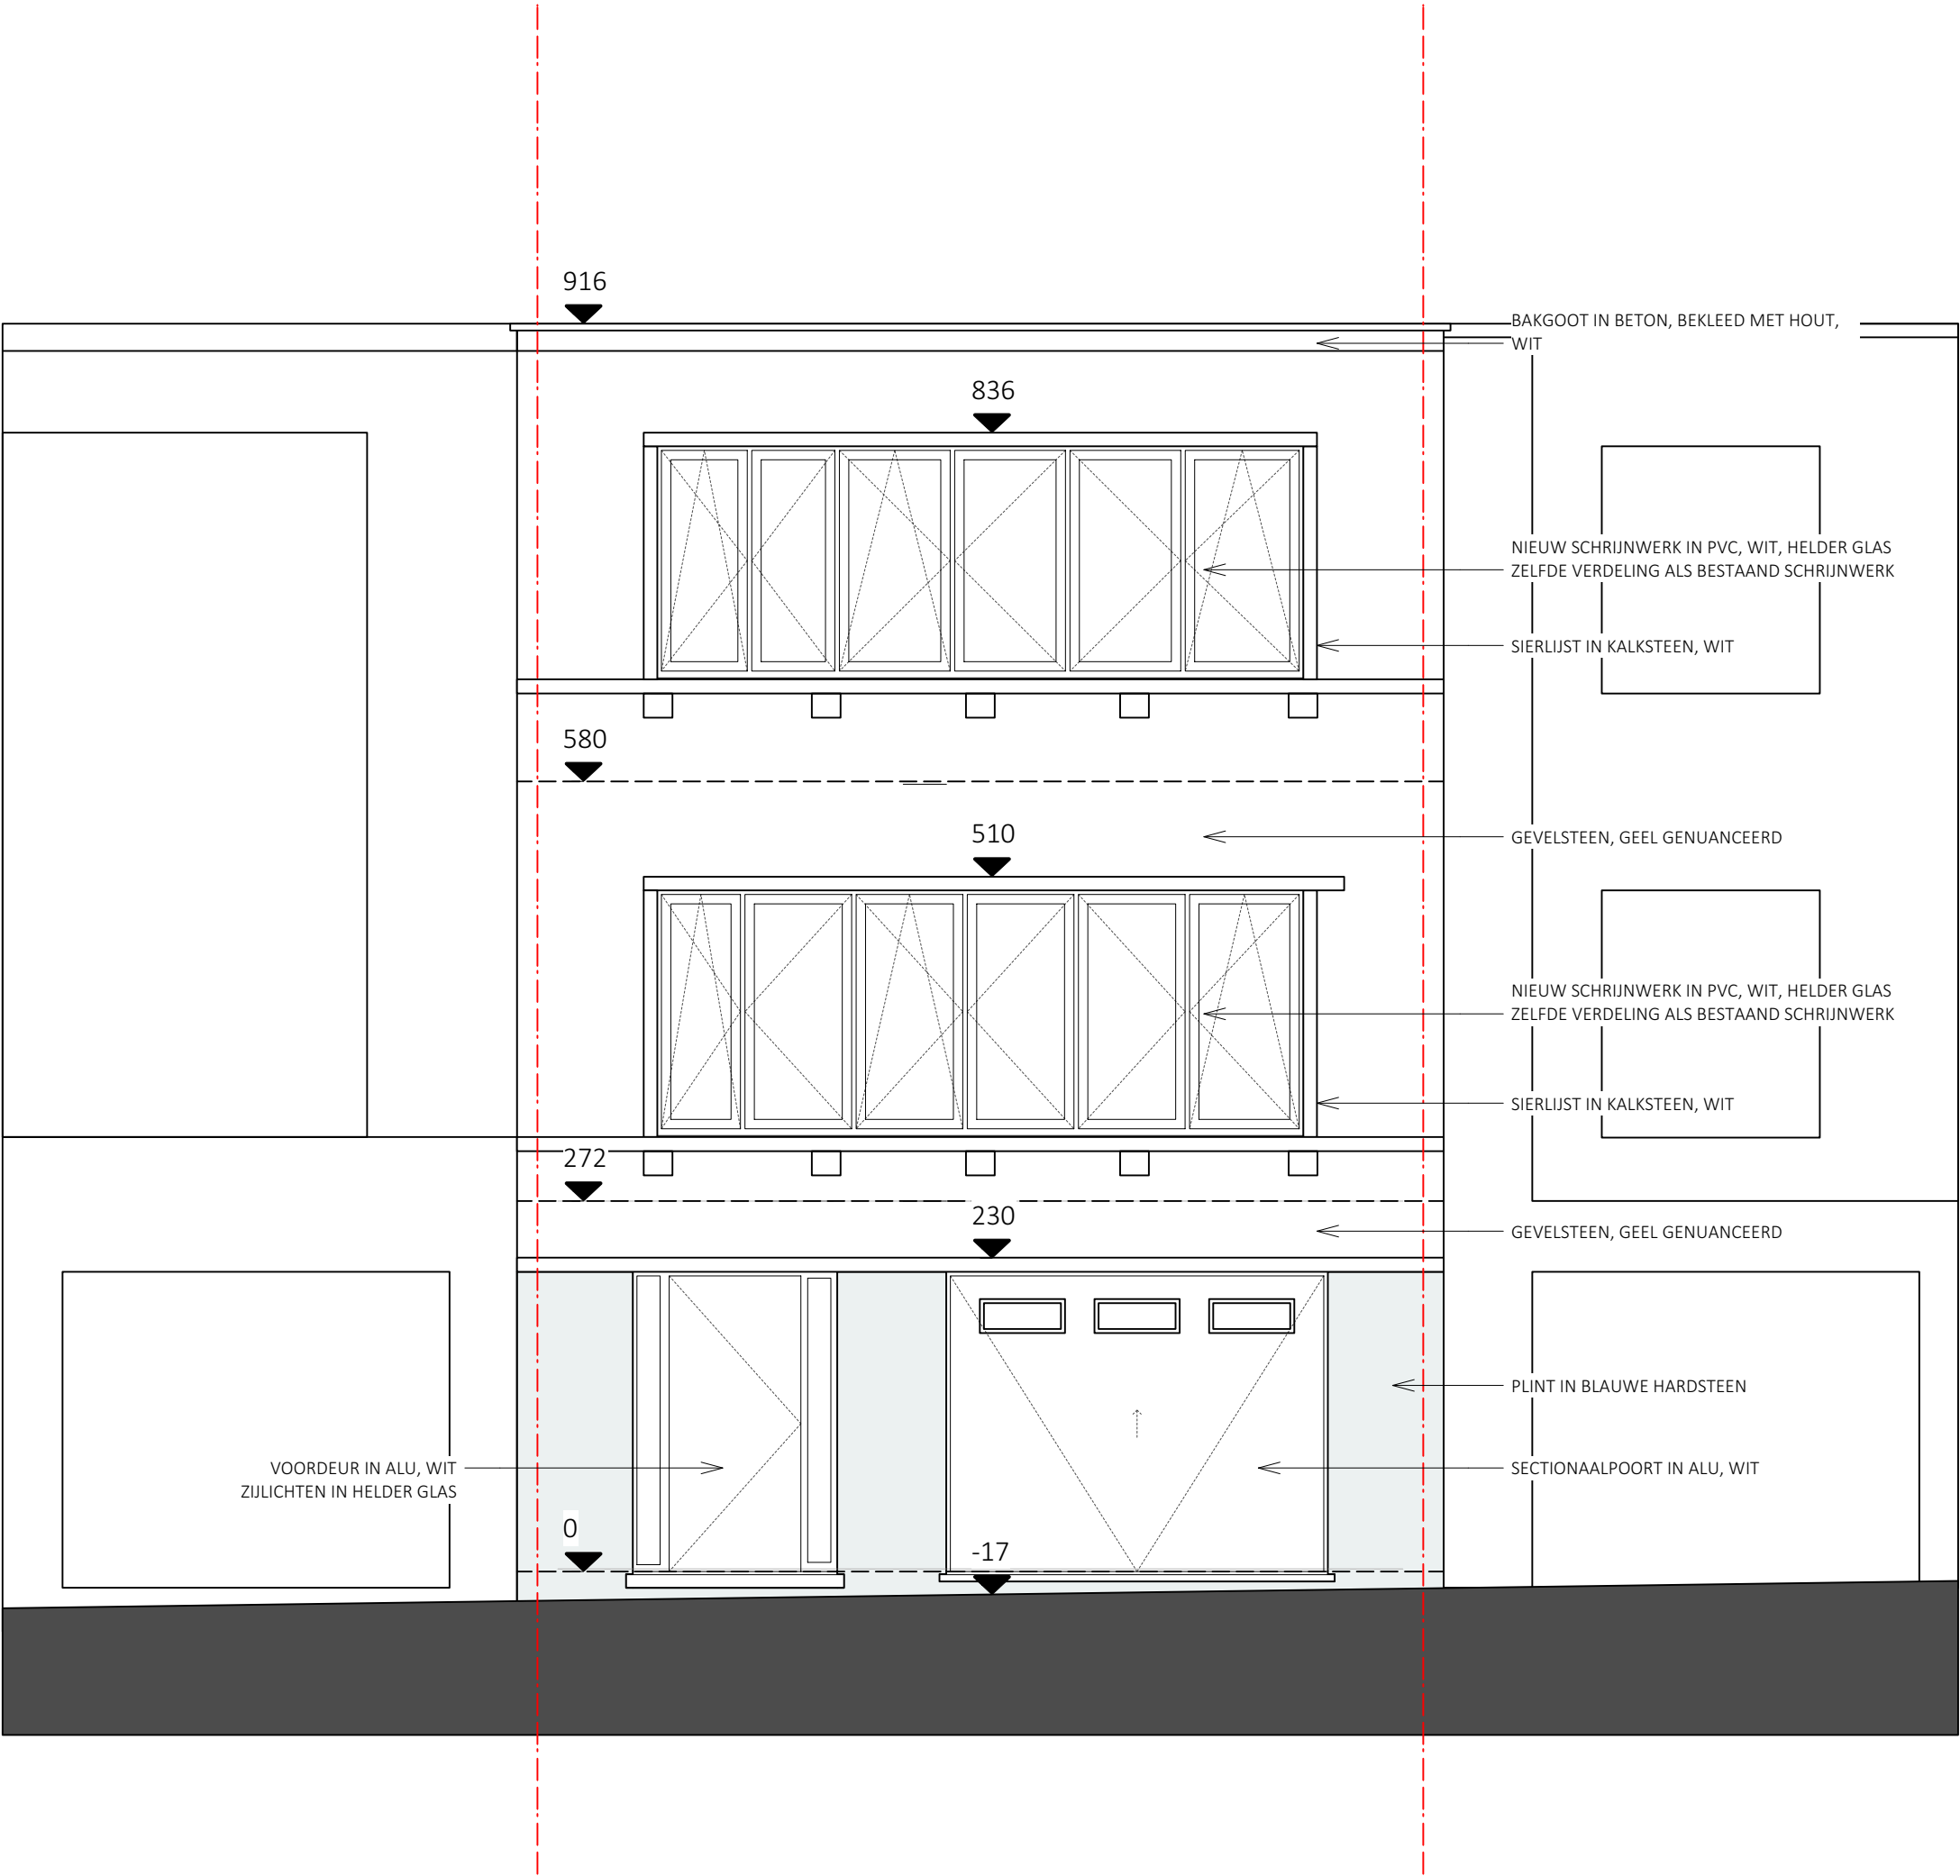 916
BAKGOOT IN BETON, BEKLEED MET HOUT,
WIT
836
NIEUW SCHRIJNWERK IN PVC, WIT, HELDER GLAS
ZELFDE VERDELING ALS BESTAAND SCHRIJNWERK
SIERLIJST IN KALKSTEEN, WIT
580
GEVELSTEEN, GEEL GENUANCEERD
510
NIEUW SCHRIJNWERK IN PVC, WIT, HELDER GLAS
ZELFDE VERDELING ALS BESTAAND SCHRIJNWERK
SIERLIJST IN KALKSTEEN, WIT
272
230
GEVELSTEEN, GEEL GENUANCEERD
PLINT IN BLAUWE HARDSTEEN
VOORDEUR IN ALU, WIT
ZIJLICHTEN IN HELDER GLAS
SECTIONAALPOORT IN ALU, WIT
0
-17